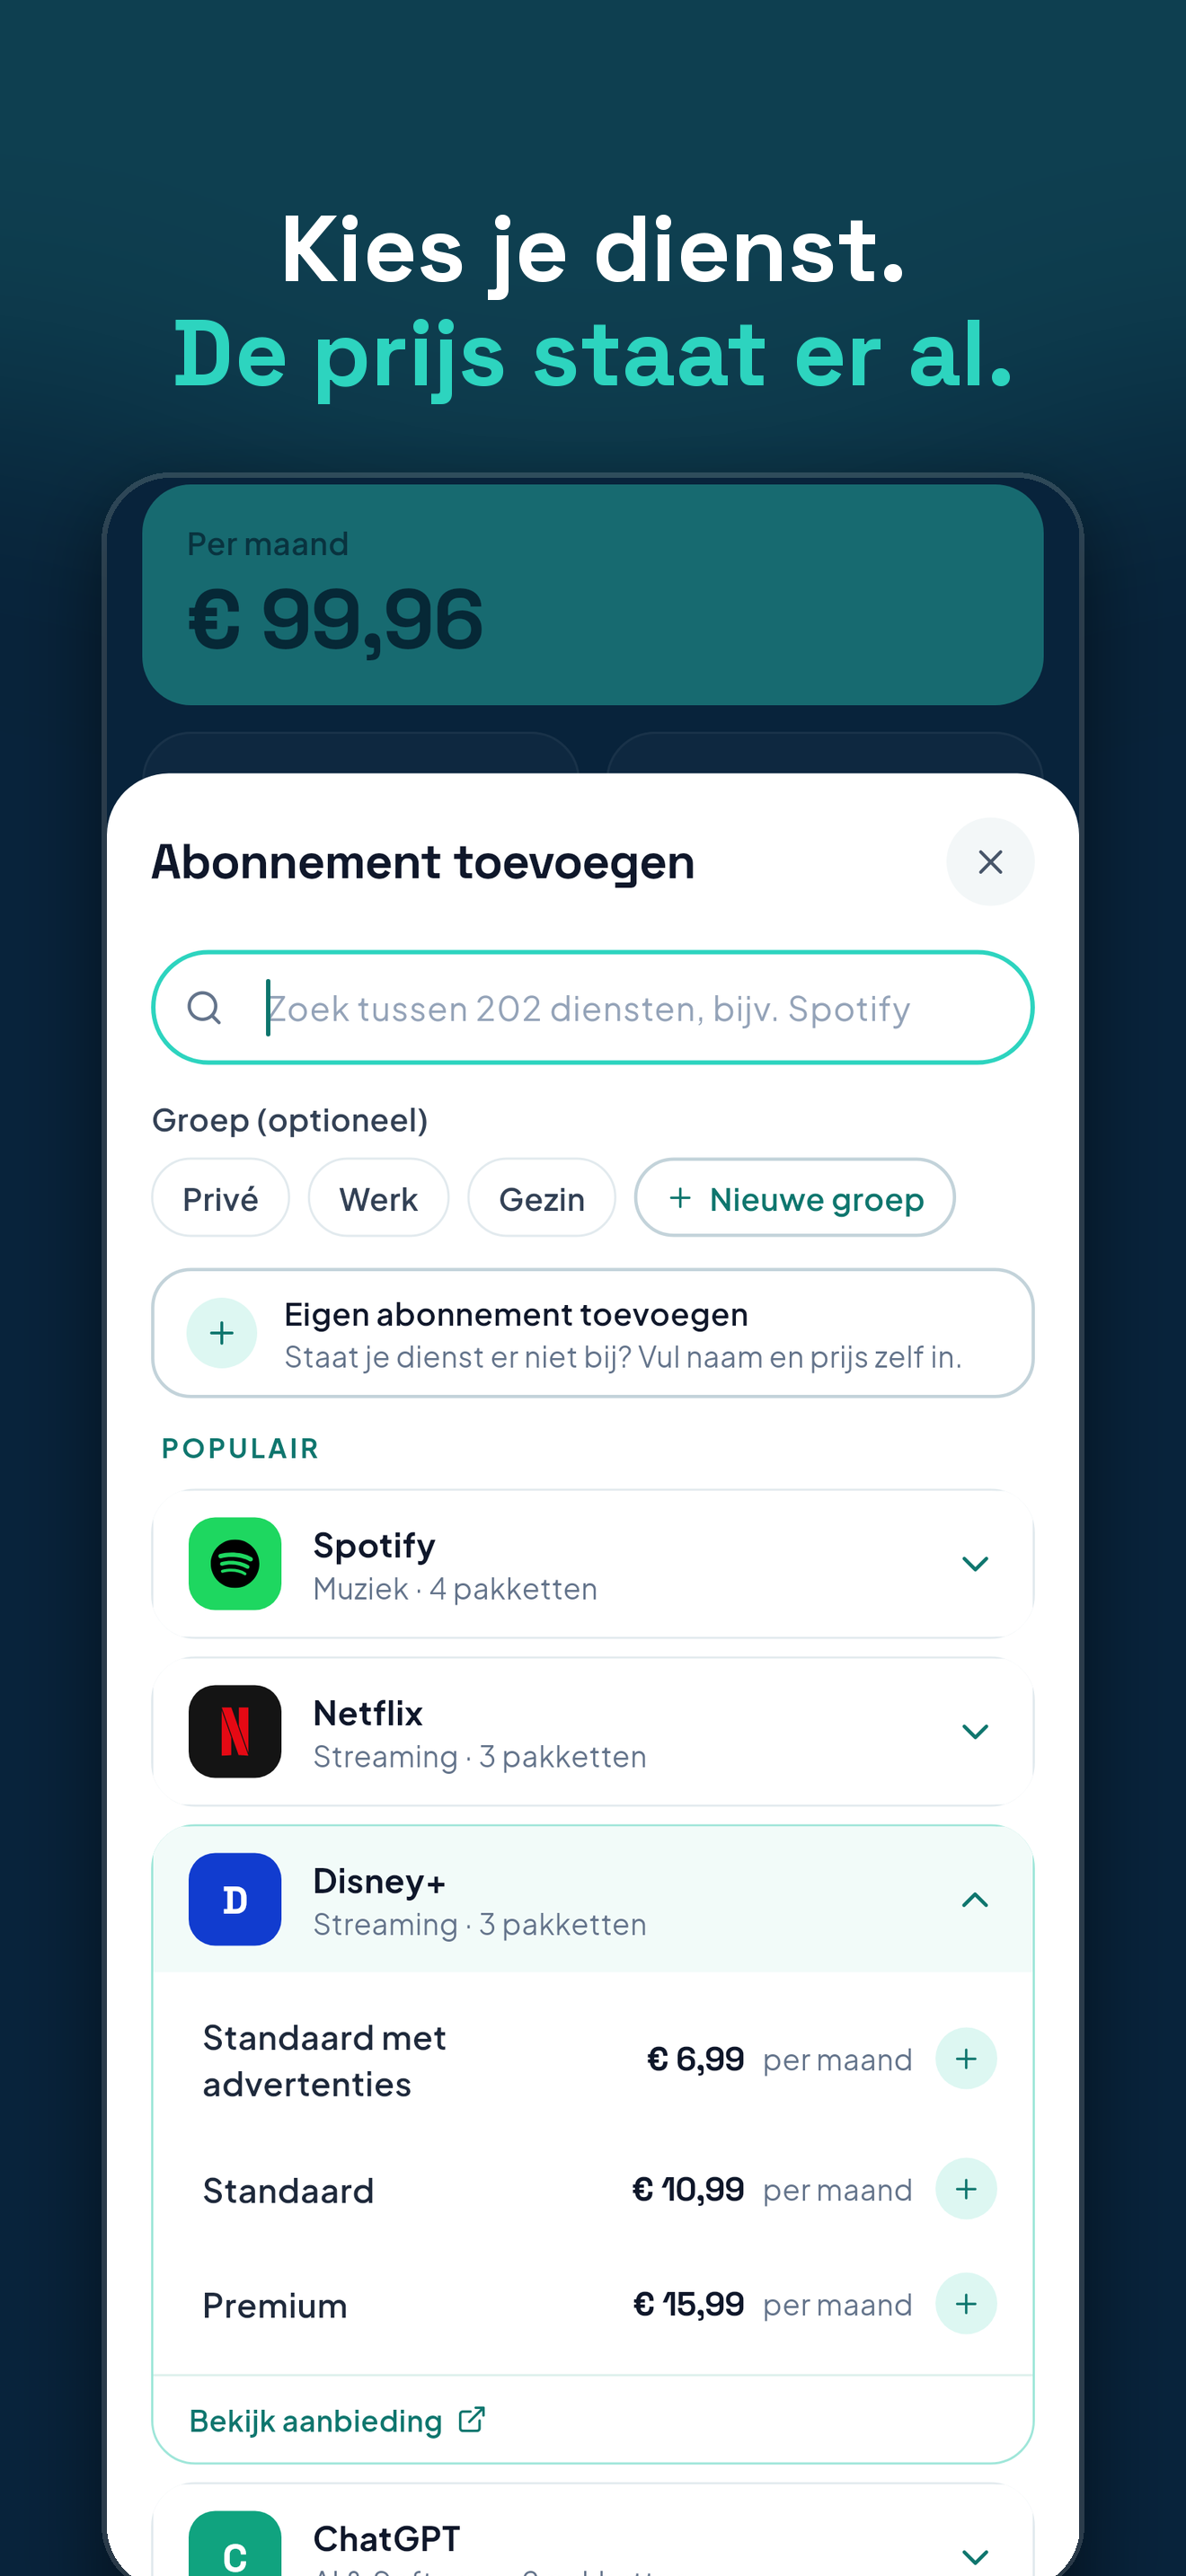 Kies je dienst.
De prijs staat er al.
Per maand
€ 99,96
Abonnement toevoegen
Zoek tussen 202 diensten, bijv. Spotify
Groep (optioneel)
Privé Werk Gezin + Nieuwe groep
Eigen abonnement toevoegen
Staat je dienst er niet bij? Vul naam en prijs zelf in.
POPULAIR
Spotify
Muziek · 4 pakketten
Netflix
Streaming · 3 pakketten
D
Disney+
Streaming · 3 pakketten
Standaard met
advertenties
€ 6,99 per maand
Standaard € 10,99 per maand
Premium € 15,99 per maand
Bekijk aanbieding
C
ChatGPT